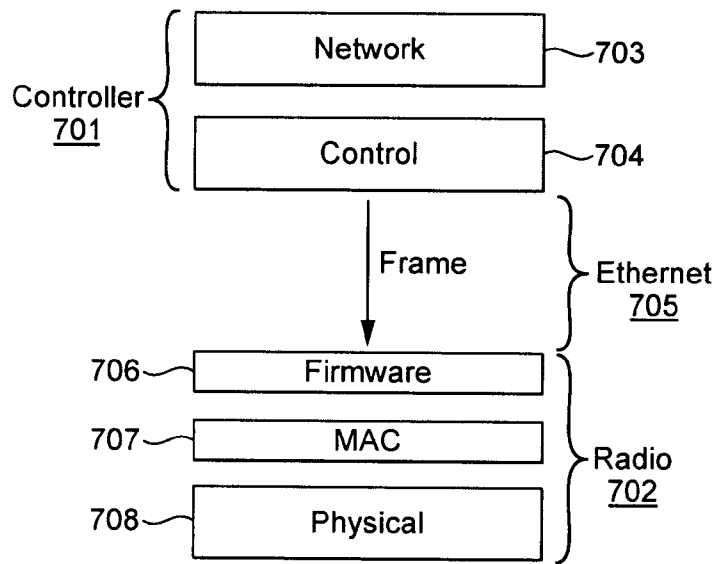 Network
703
Controller
701
Control
704
Frame
Ethernet
705
706
Firmware
707
MAC
Radio
702
708
Physical